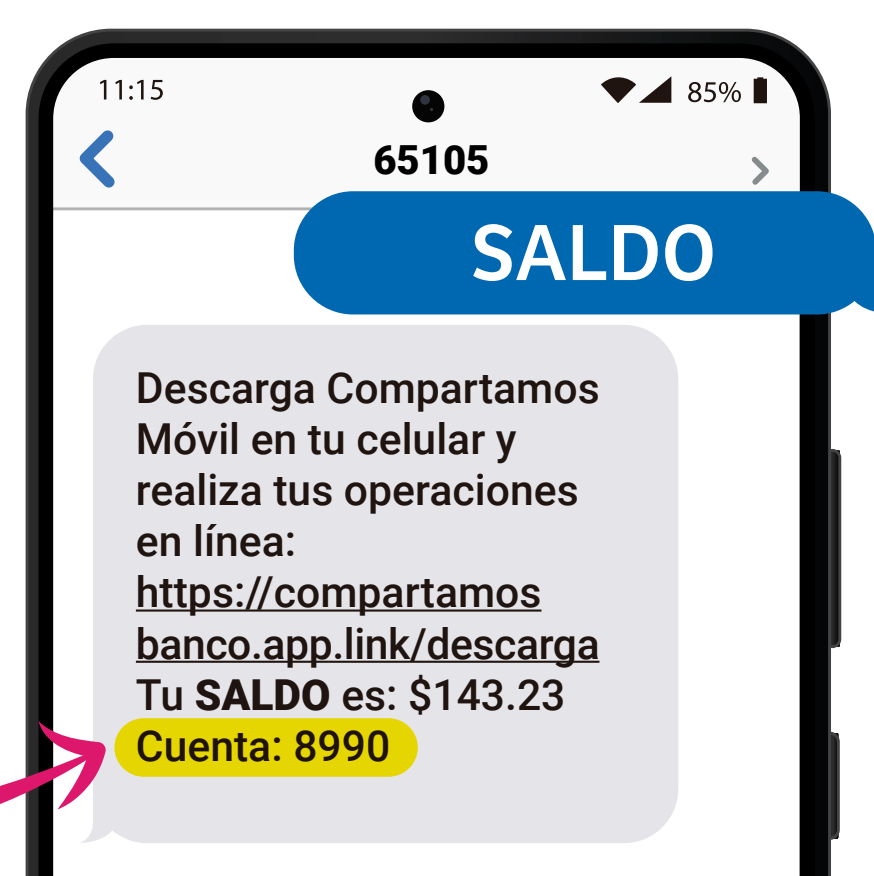 11:15
85%
65105
SALDO
Descarga Compartamos
Móvil en tu celular y
realiza tus operaciones
en línea:
https://compartamos
banco.app.link/descarga
Tu SALDO es: $143.23
Cuenta: 8990